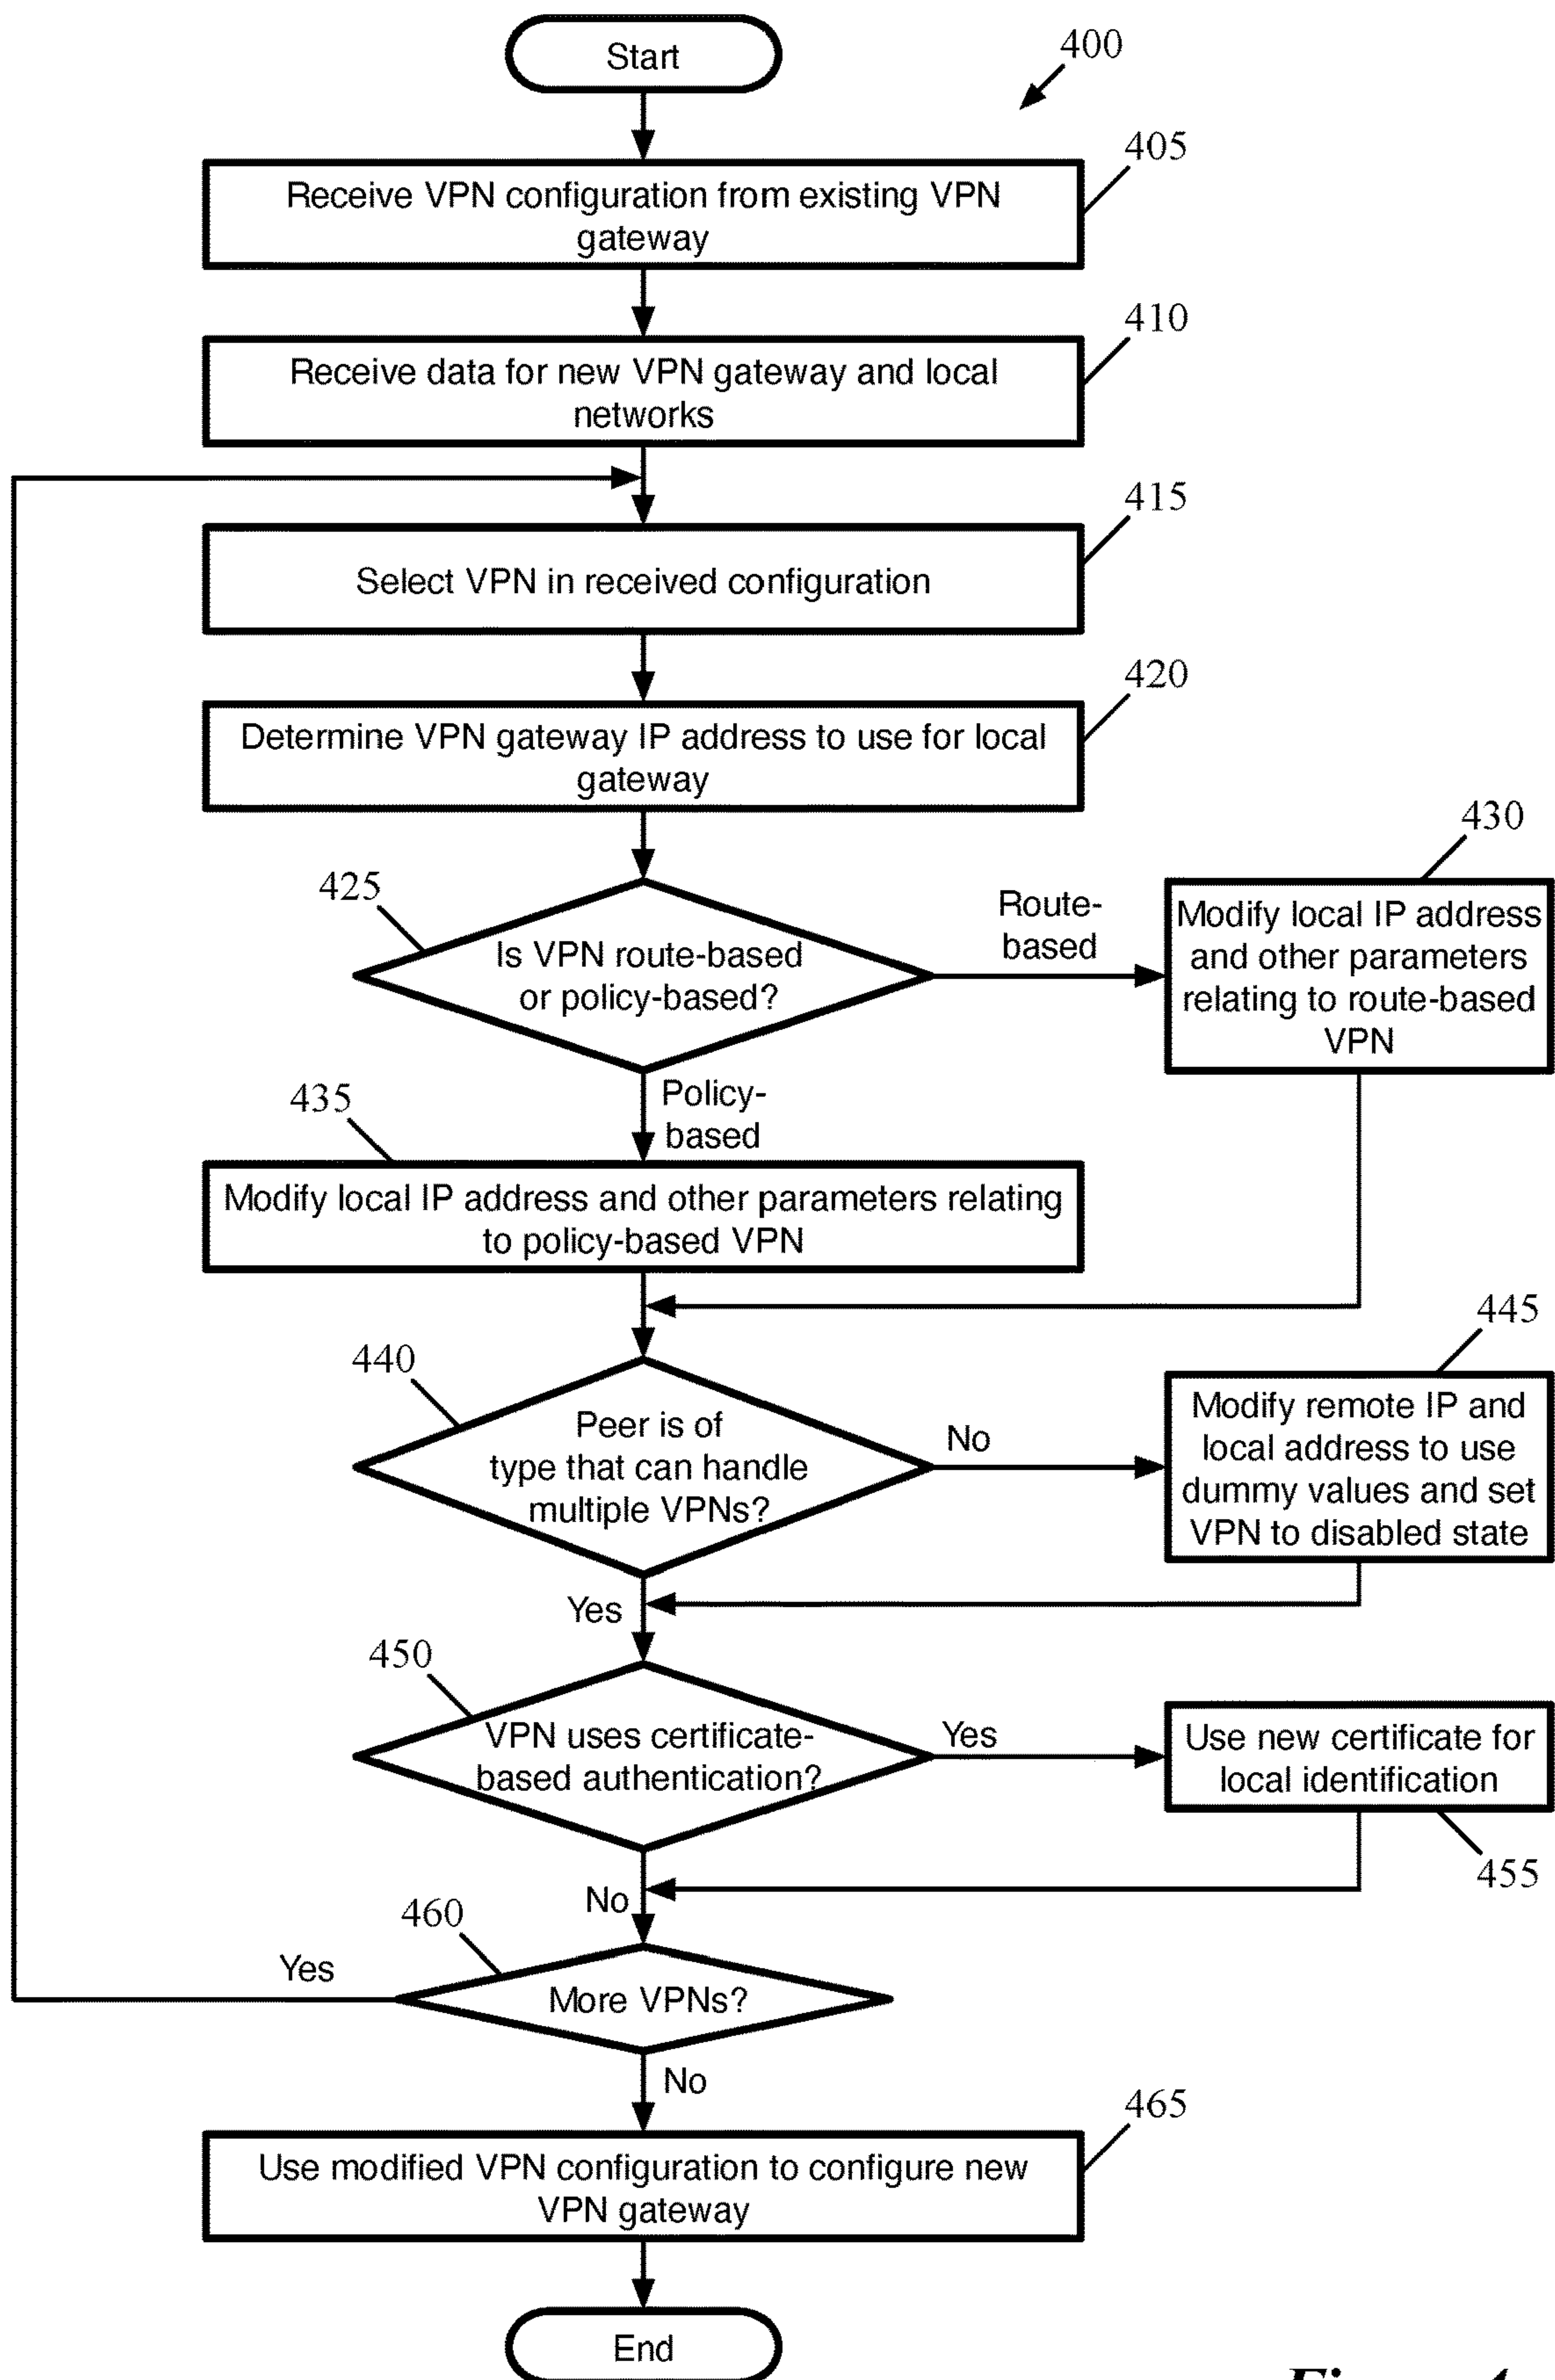 Start
400
405
Receive VPN configuration from existing VPN
gateway
410
Receive data for new VPN gateway and local
networks
415
Select VPN in received configuration
420
Determine VPN gateway IP address to use for local
gateway
425
Is VPN route-based
or policy-based?
Route-
based
430
Modify local IP address
and other parameters
relating to route-based
VPN
Policy-
based
435
Modify local IP address and other parameters relating
to policy-based VPN
440
Peer is of
type that can handle
multiple VPNs?
No
445
Modify remote IP and
local address to use
dummy values and set
VPN to disabled state
Yes
450
VPN uses certificate-
based authentication?
Yes
Use new certificate for
local identification
455
No
460
More VPNs?
Yes
No
465
Use modified VPN configuration to configure new
VPN gateway
End